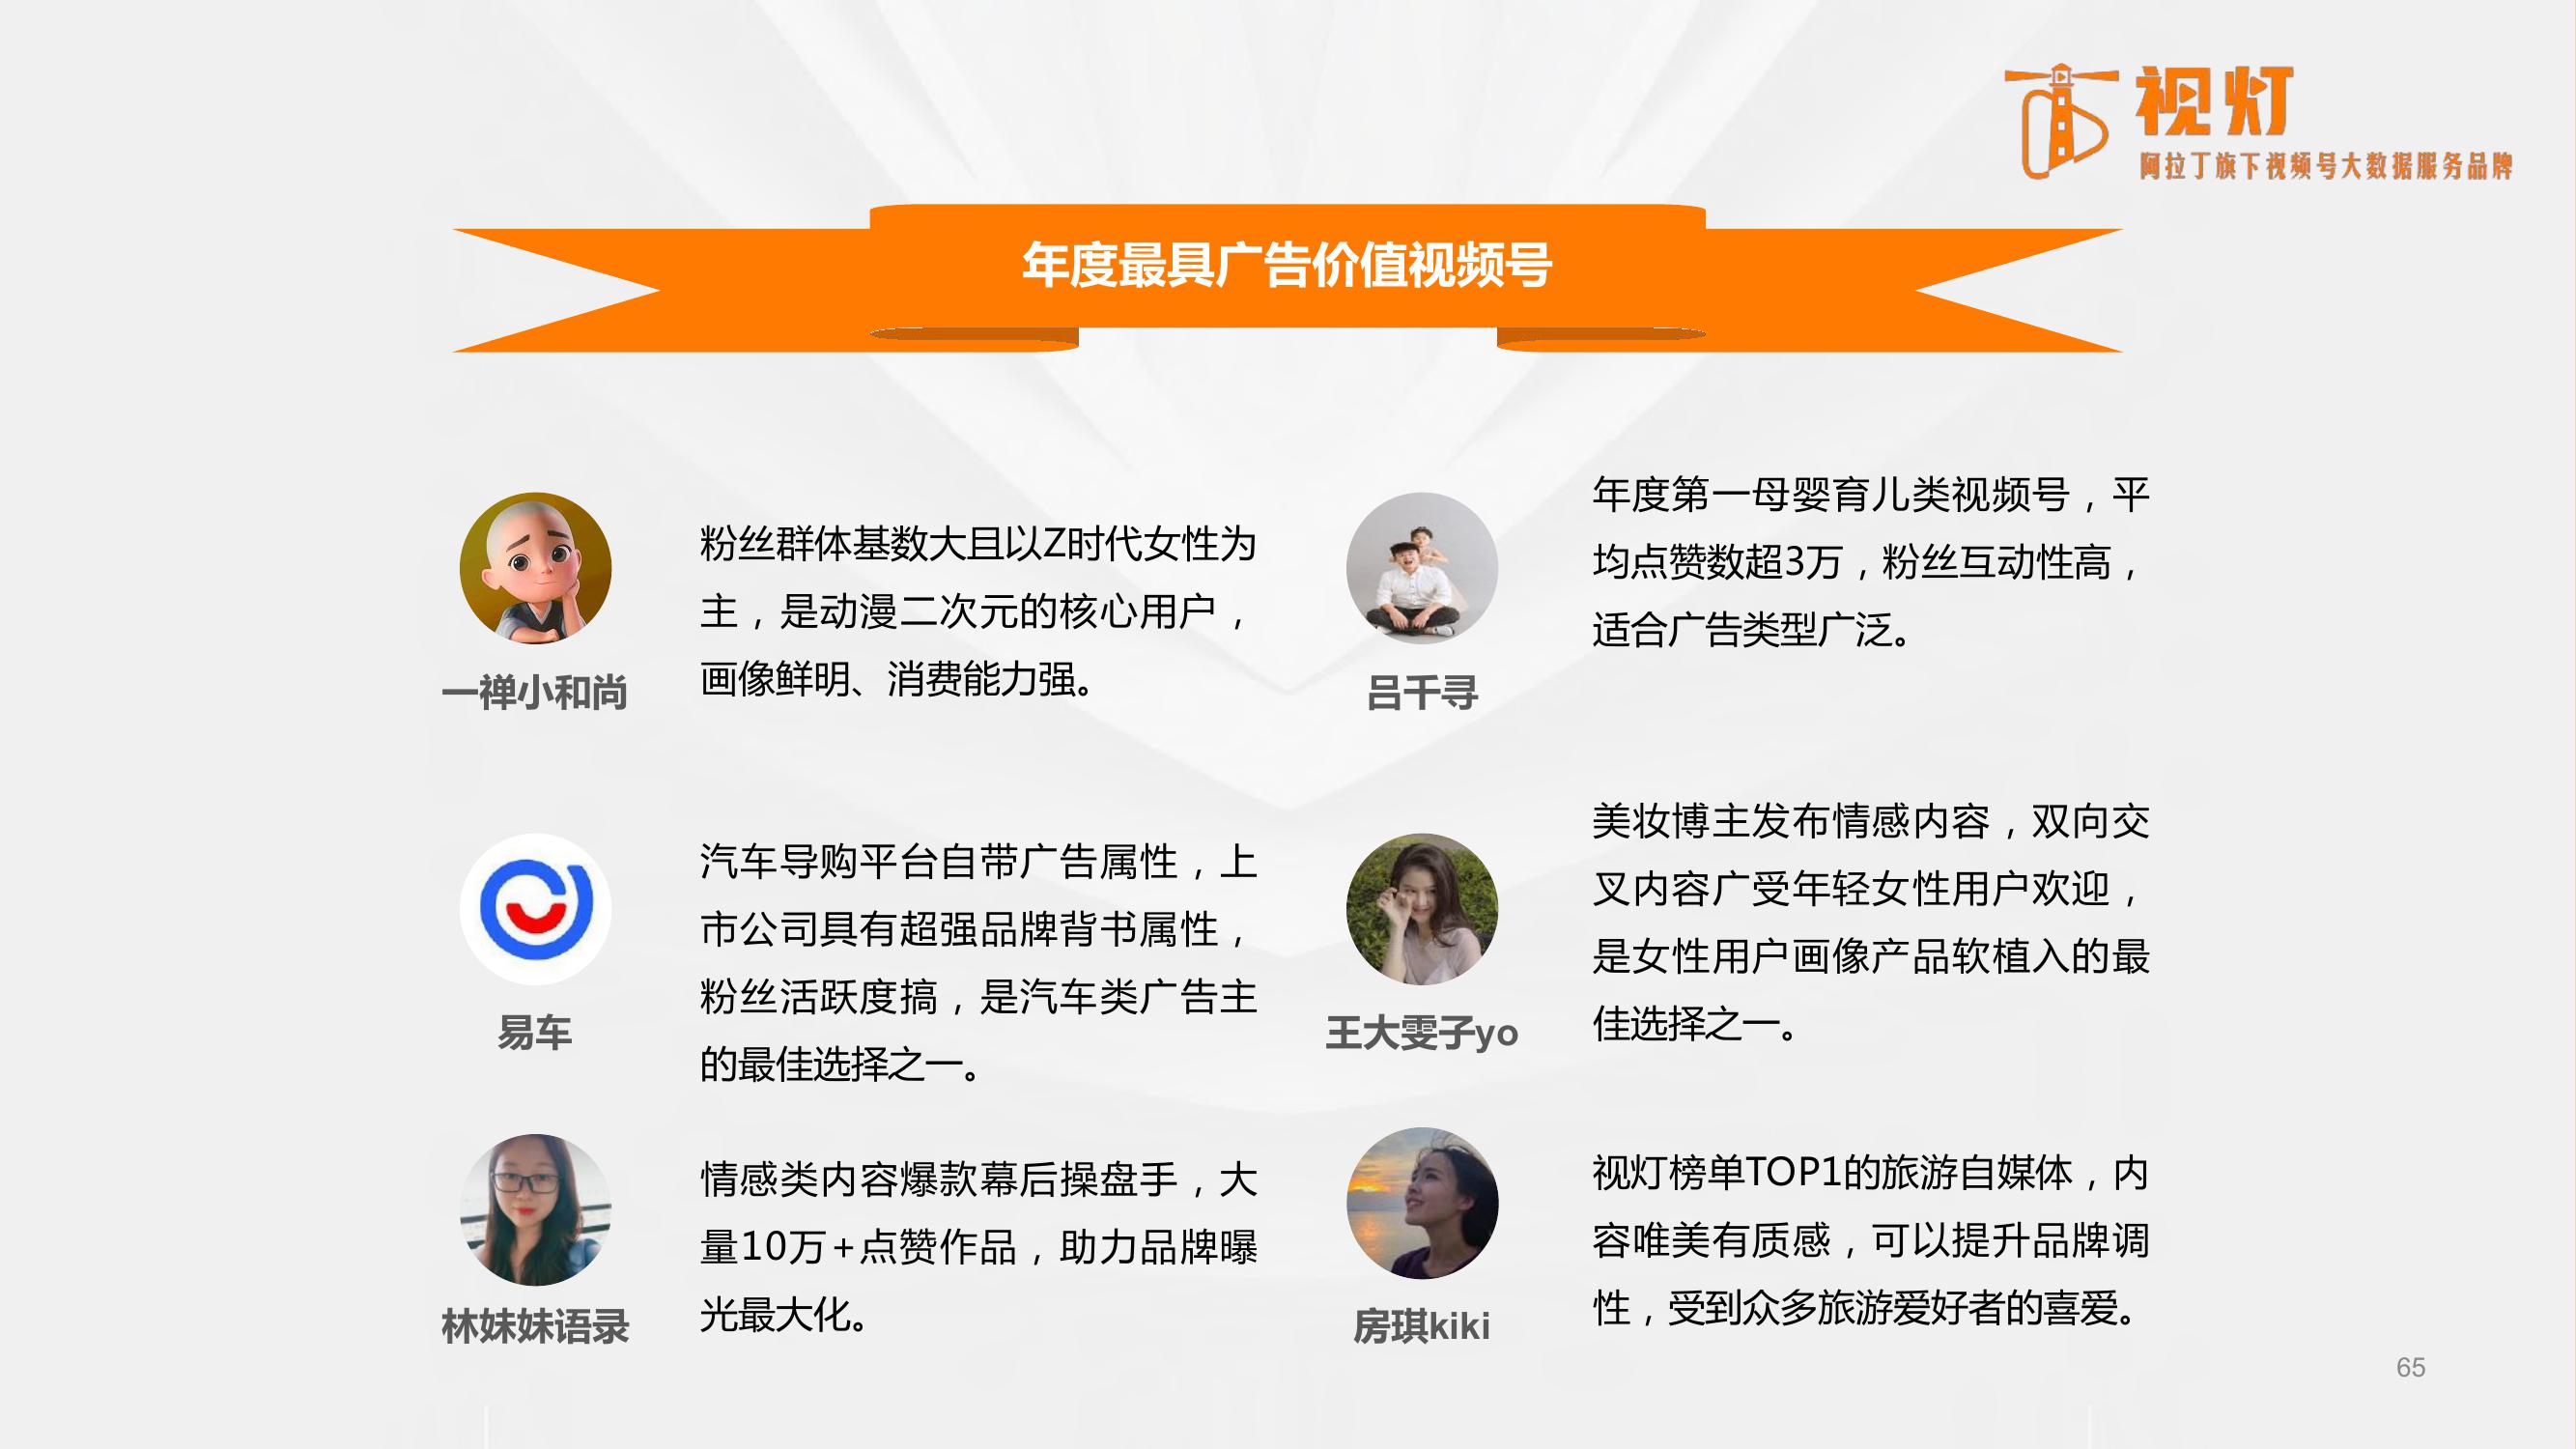 视灯
阿拉丁旗下视频号大数据服务品牌
年度最具广告价值视频号
粉丝群体基数大且以Z时代女性为
主，是动漫二次元的核心用户，
画像鲜明、消费能力强。
一禅小和尚
年度第一母婴育儿类视频号，平
均点赞数超3万，粉丝互动性高，
适合广告类型广泛。
吕千寻
汽车导购平台自带广告属性，上
市公司具有超强品牌背书属性，
粉丝活跃度搞，是汽车类广告主
的最佳选择之一。
易车
美妆博主发布情感内容，双向交
叉内容广受年轻女性用户欢迎，
是女性用户画像产品软植入的最
佳选择之一。
王大雯子yo
情感类内容爆款幕后操盘手，大
量10万+点赞作品，助力品牌曝
光最大化。
林妹妹语录
视灯榜单TOP1的旅游自媒体，内
容唯美有质感，可以提升品牌调
性，受到众多旅游爱好者的喜爱。
房琪kiki
65